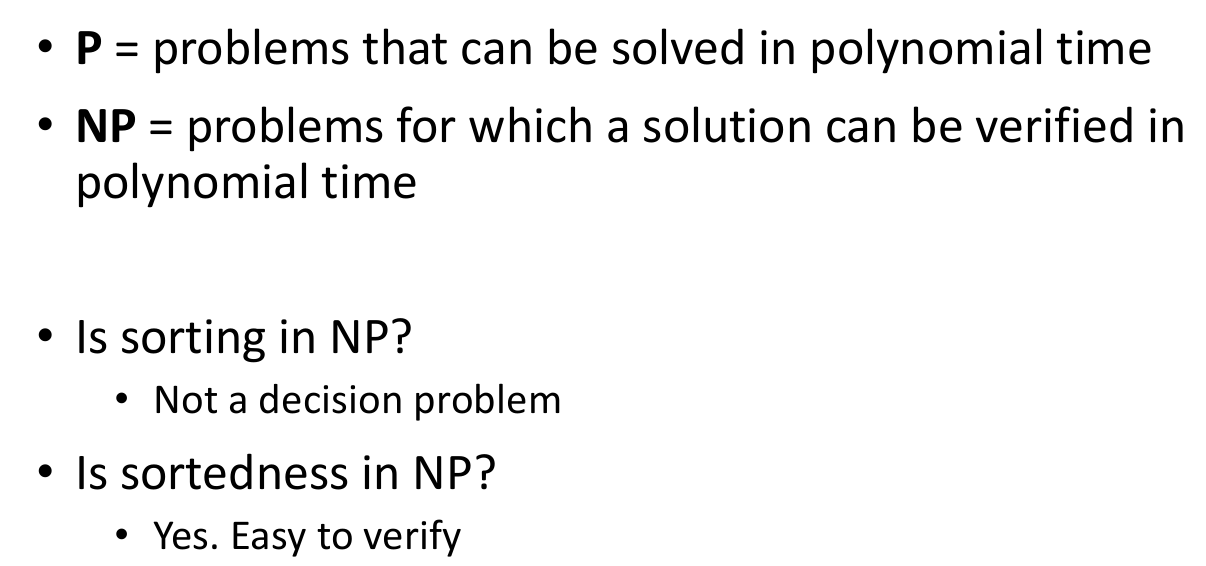 • P = problems that can be solved in polynomial time
• NP = problems for which a solution can be verified in
polynomial time
• Is sorting in NP?
• Not a decision problem
• Is sortedness in NP?
• Yes. Easy to verify